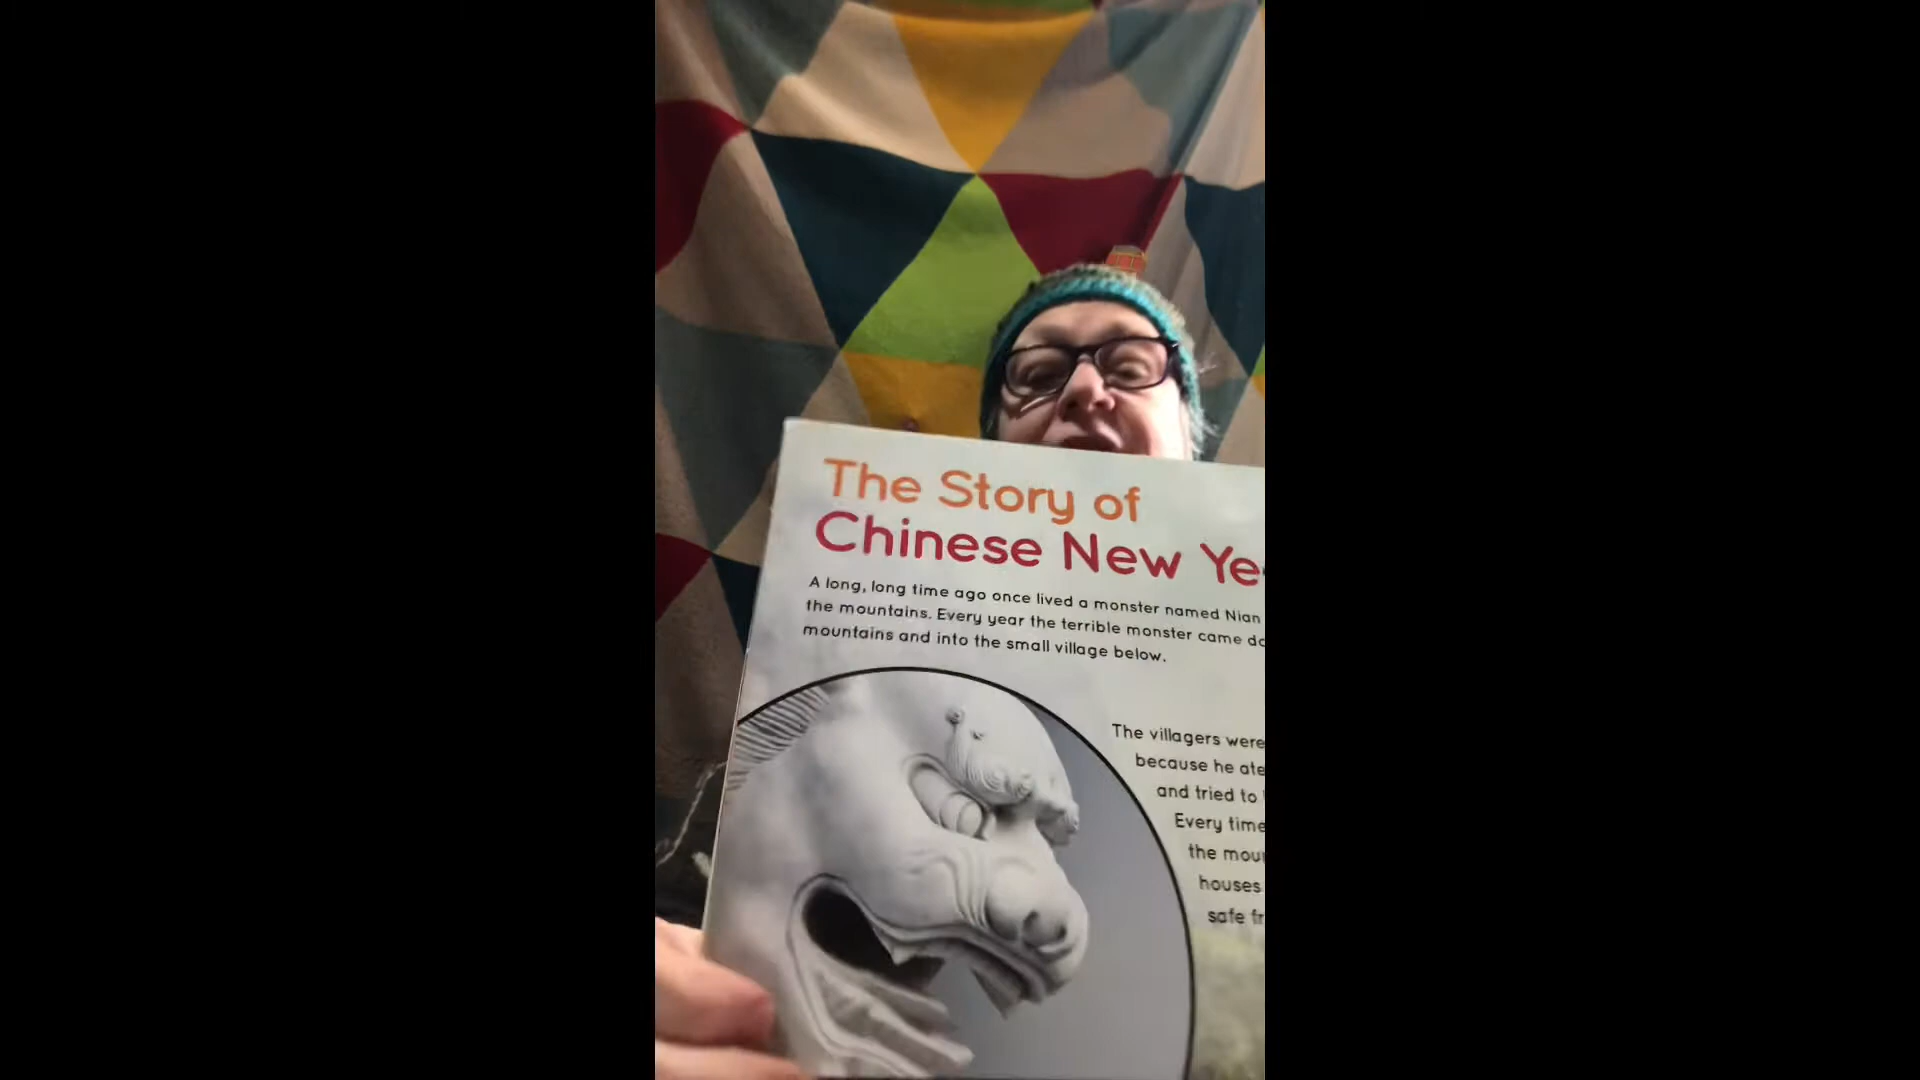 The Story of
Chinese New Ye
A long, long time ago once lived a monster named Nian
the mountains. Every year the terrible monster came do
mountains and into the small village below.
The villagers were
because he ate
and tried to
Every time
the moun
houses
safe fr